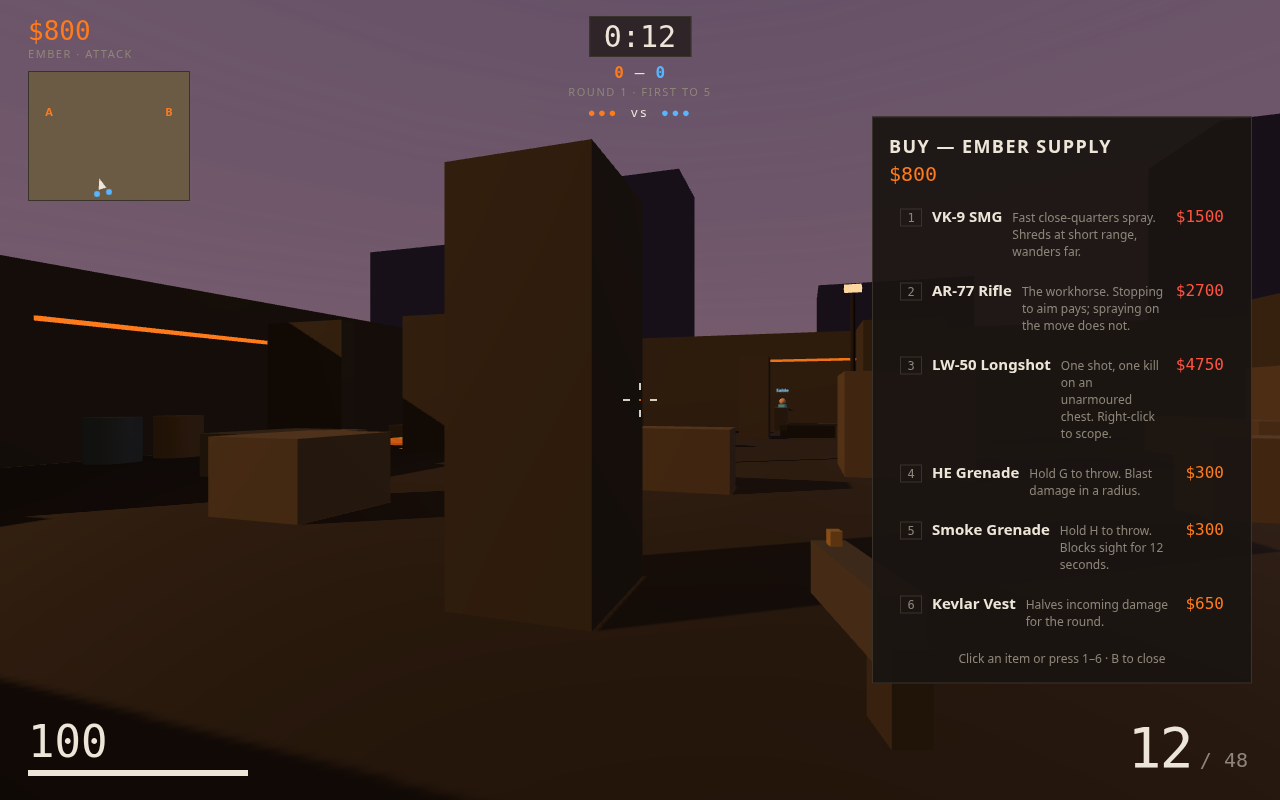 $800
EMBER · ATTACK
A B
0:12
0 — 0
ROUND 1 · FIRST TO 5
VS
BUY — EMBER SUPPLY
$800
1 VK-9 SMG Fast close-quarters spray. $1500
Shreds at short range,
wanders far.
2 AR-77 Rifle The workhorse. Stopping $2700
to aim pays; spraying on
the move does not.
3 LW-50 Longshot One shot, one kill $4750
on an
unarmoured
chest. Right-click
to scope.
4 HE Grenade Hold G to throw. Blast $300
damage in a radius.
5 Smoke Grenade Hold H to throw. $300
Blocks sight for 12
seconds.
6 Kevlar Vest Halves incoming damage $650
for the round.
Click an item or press 1–6 · B to close
100
12 / 48